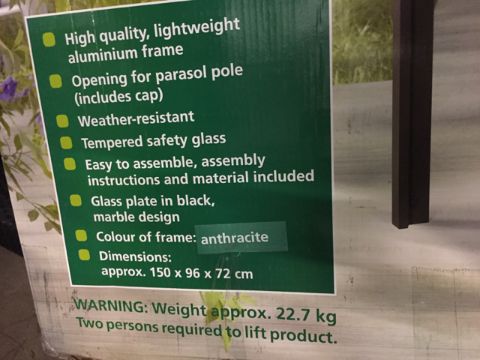 High quality, lightweight
aluminium frame
Opening for parasol pole
(includes cap)
Weather-resistant
Tempered safety glass
Easy to assemble, assembly
instructions and material included
Glass plate in black,
marble design
Colour of frame: anthracite
Dimensions:
approx. 150 x 96 x 72 cm
WARNING: Weight approx. 22.7 kg
Two persons required to lift product.